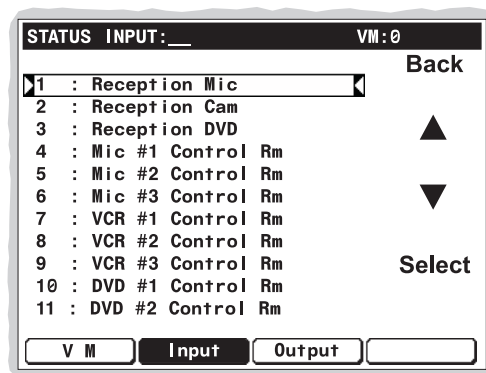 STATUS INPUT:__ VM:0
Back
1 : Reception Mic
2 : Reception Cam
3 : Reception DVD
4 : Mic #1 Control Rm
5 : Mic #2 Control Rm
6 : Mic #3 Control Rm
7 : VCR #1 Control Rm
8 : VCR #2 Control Rm
9 : VCR #3 Control Rm
Select
10 : DVD #1 Control Rm
11 : DVD #2 Control Rm
V M Input Output